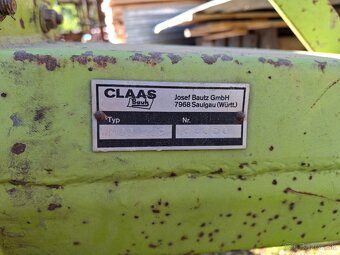 CLAAS
Bautz
Josef Bautz GmbH
7968 Saulgau (Württ.)
Typ
Nr.